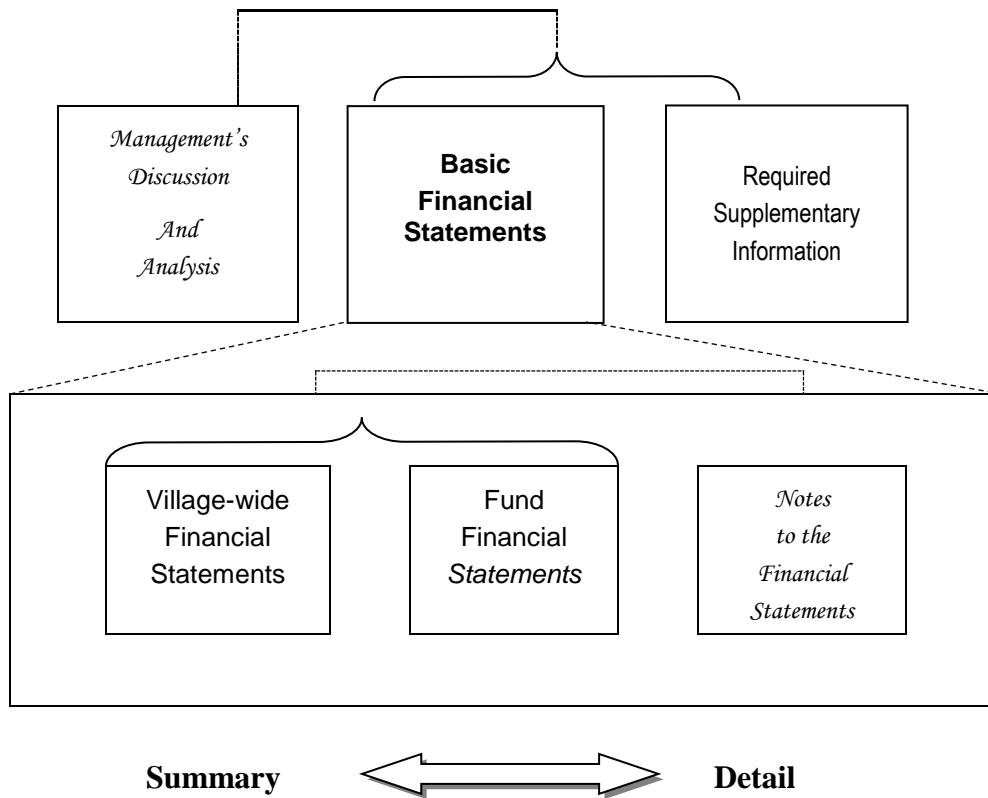 Management’s
Discussion
And
Analysis
Basic
Financial
Statements
Required
Supplementary
Information
Village-wide
Financial
Statements
Fund
Financial
Statements
Notes
to the
Financial
Statements
Summary
Detail